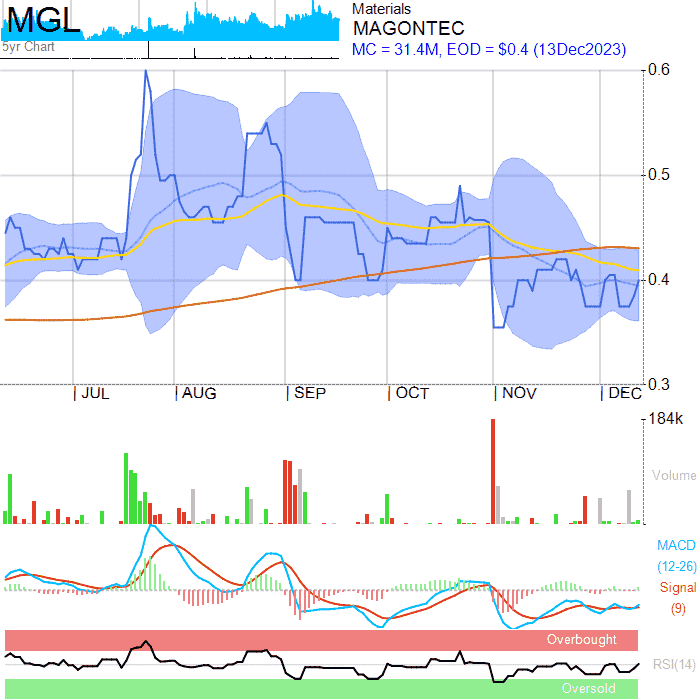 MGL
5yr Chart
Materials
MAGONTEC
MC = 31.4M, EOD = $0.4 (13Dec2023)
0.6
0.5
0.4
0.3
JUL
AUG
SEP
OCT
NOV
DEC
184k
Volume
MACD
(12-26)
Signal
(9)
Overbought
RSI(14)
Oversold